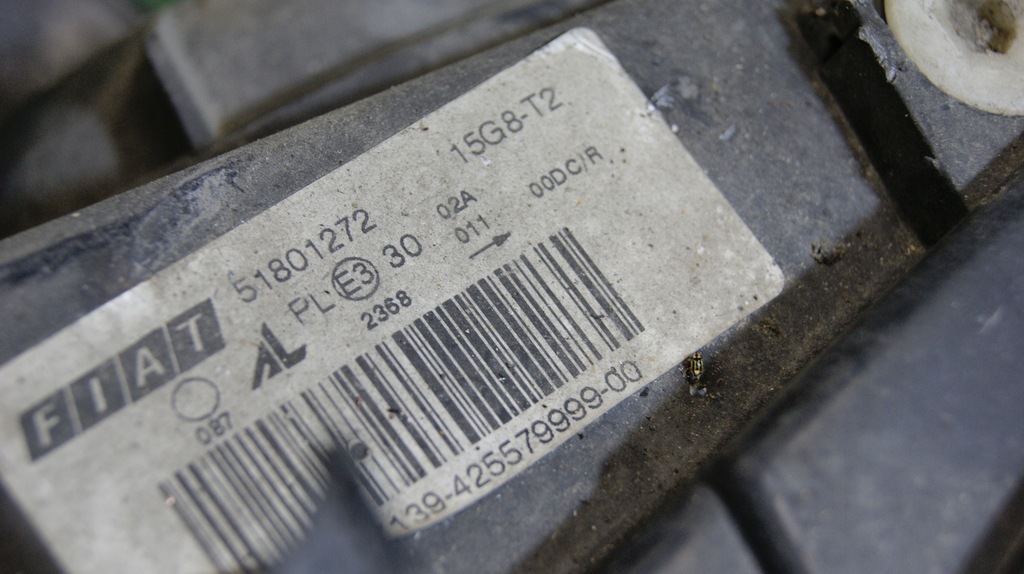 FIAT 51801272 15G8-T2
AL PL E3 30 02A 00DC/R
011
087 2368
139-425579999-00